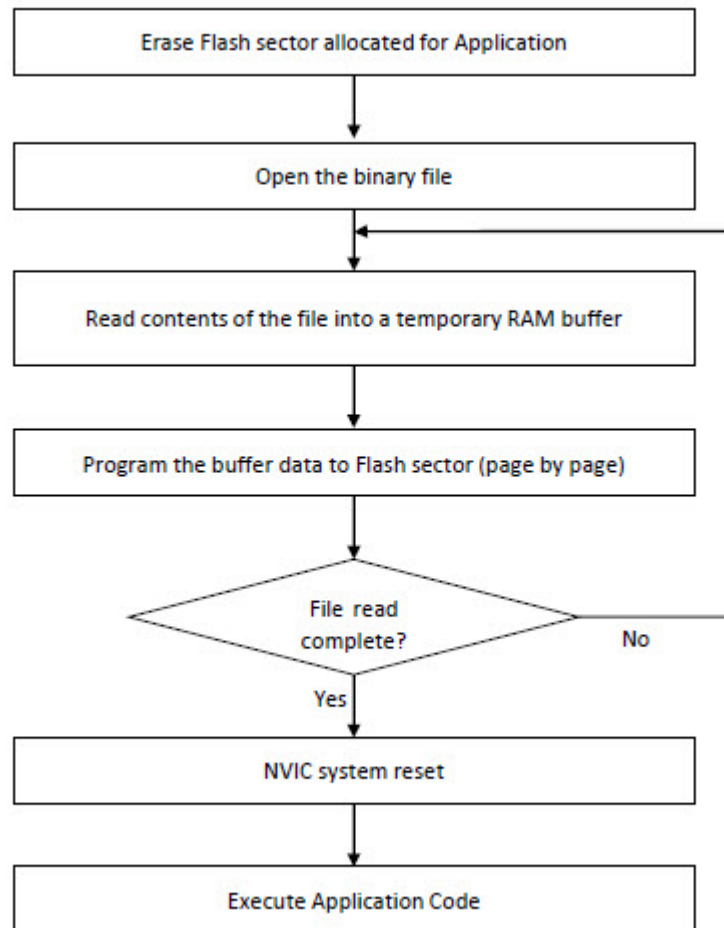 Erase Flash sector allocated for Application
Open the binary file
Read contents of the file into a temporary RAM buffer
Program the buffer data to Flash sector (page by page)
File read
complete?
No
Yes
NVIC system reset
Execute Application Code